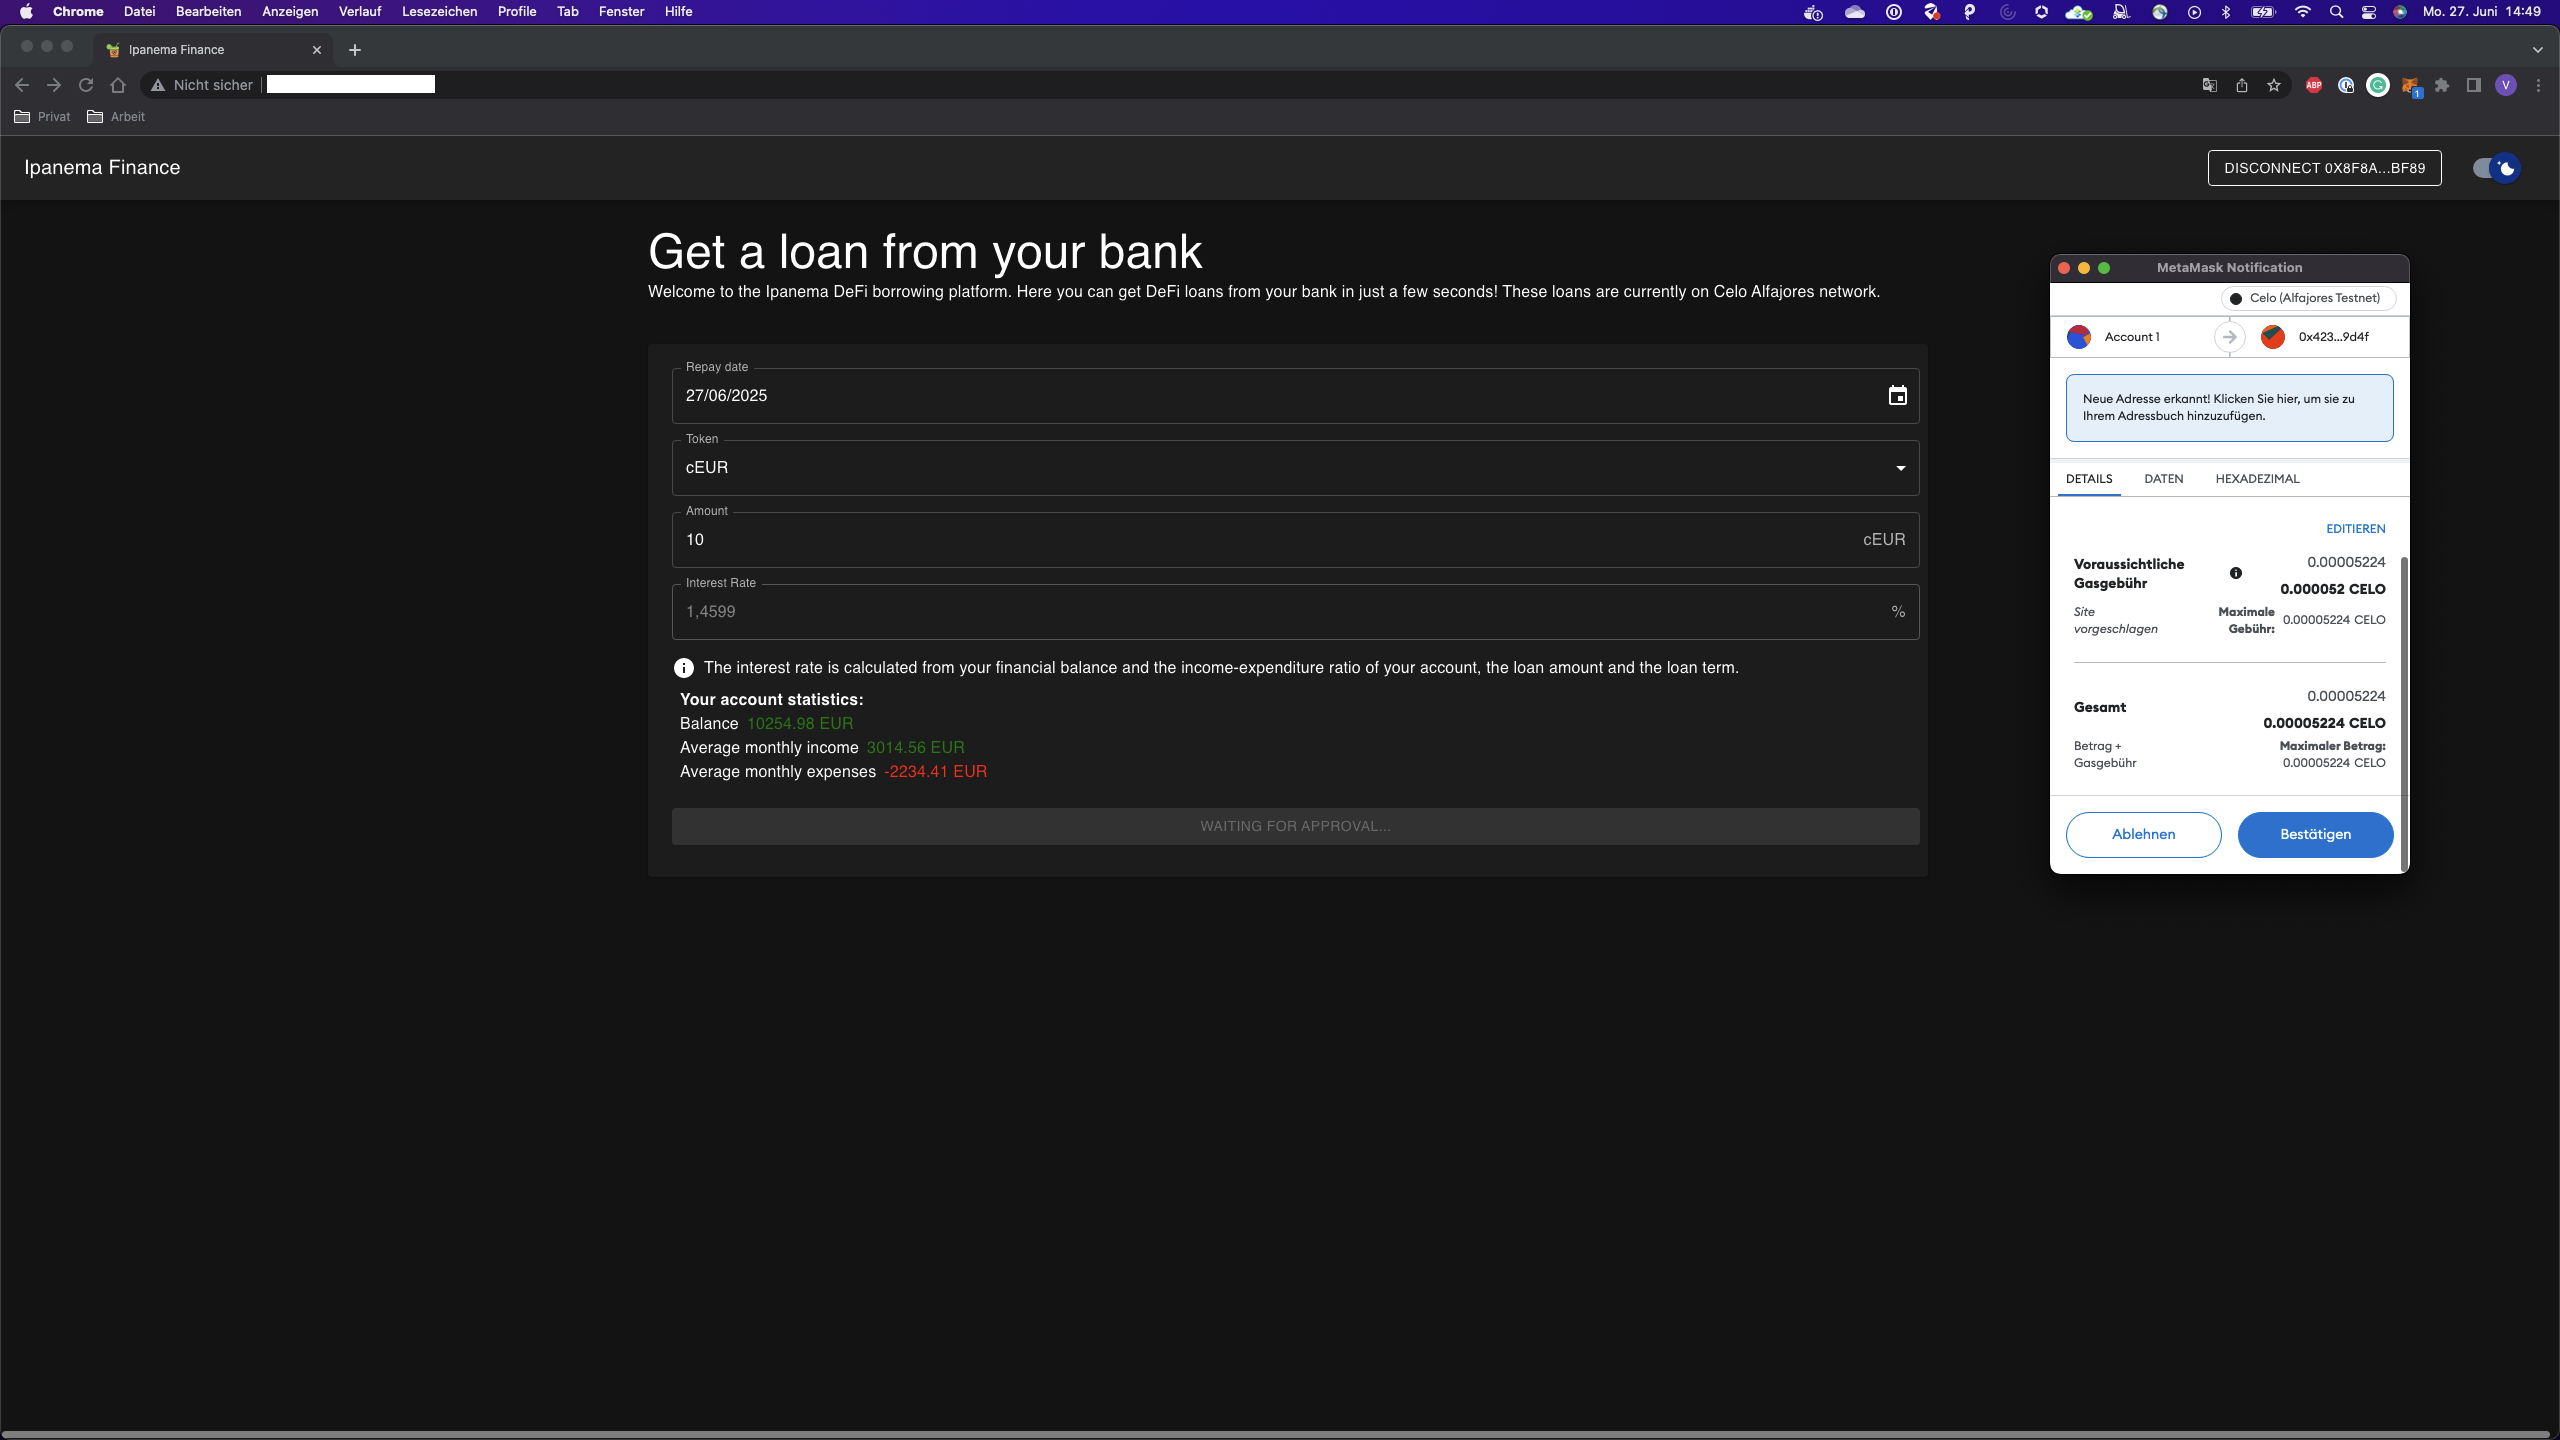 Chrome Datei Bearbeiten Anzeigen Verlauf Lesezeichen Profile Tab Fenster Hilfe Mo. 27. Juni 14:49
Ipanema Finance
Nicht sicher
ABP
1
V
Privat Arbeit
Ipanema Finance
DISCONNECT 0X8F8A...BF89
Get a loan from your bank
Welcome to the Ipanema DeFi borrowing platform. Here you can get DeFi loans from your bank in just a few seconds! These loans are currently on Celo Alfajores network.
Repay date
27/06/2025
Token
cEUR
Amount
10 cEUR
Interest Rate
1,4599 %
The interest rate is calculated from your financial balance and the income-expenditure ratio of your account, the loan amount and the loan term.
Your account statistics:
Balance 10254.98 EUR
Average monthly income 3014.56 EUR
Average monthly expenses -2234.41 EUR
WAITING FOR APPROVAL...
MetaMask Notification
Celo (Alfajores Testnet)
Account 1 0x423...9d4f
Neue Adresse erkannt! Klicken Sie hier, um sie zu
Ihrem Adressbuch hinzuzufügen.
DETAILS DATEN HEXADEZIMAL
EDITIEREN
Voraussichtliche
Gasgebühr
0.00005224
0.000052 CELO
Site
vorgeschlagen
Maximale
Gebühr:
0.00005224 CELO
Gesamt
0.00005224
0.00005224 CELO
Betrag +
Gasgebühr
Maximaler Betrag:
0.00005224 CELO
Ablehnen Bestätigen